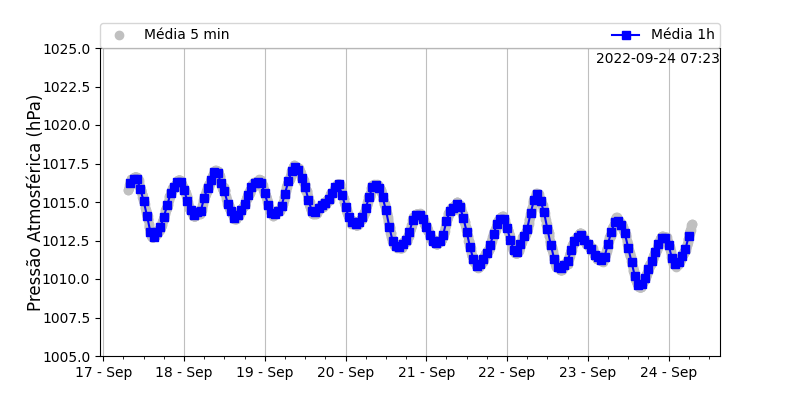 Média 5 min
Média 1h
2022-09-24 07:23
Pressão Atmosférica (hPa)
1025.0
1022.5
1020.0
1017.5
1015.0
1012.5
1010.0
1007.5
1005.0
17 - Sep
18 - Sep
19 - Sep
20 - Sep
21 - Sep
22 - Sep
23 - Sep
24 - Sep